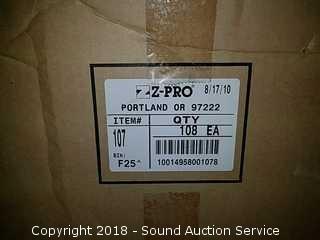 Z-PRO 8/17/10
PORTLAND OR 97222
ITEM# QTY
107 108 EA
BIN:
F25^ 10014958001078
Copyright 2018 - Sound Auction Service